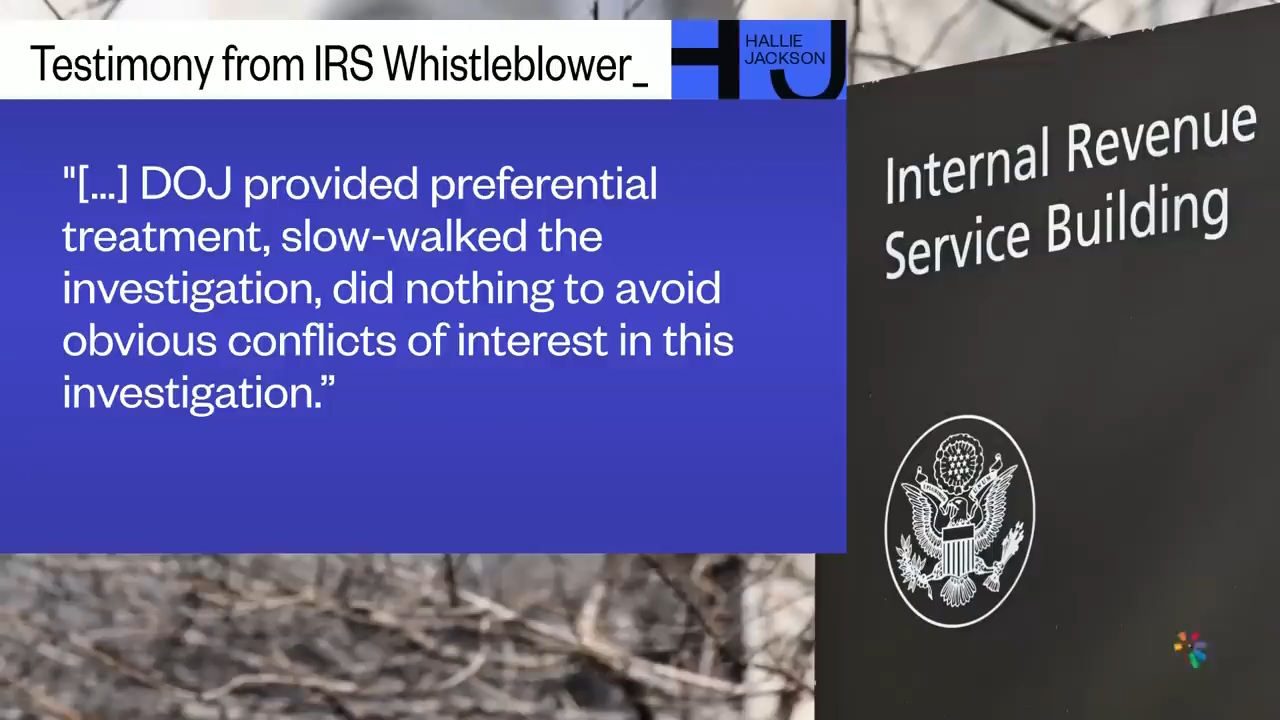 Testimony from IRS Whistleblower_
HALLIE
JACKSON
"[...] DOJ provided preferential
treatment, slow-walked the
investigation, did nothing to avoid
obvious conflicts of interest in this
investigation.”
Internal Revenue
Service Building